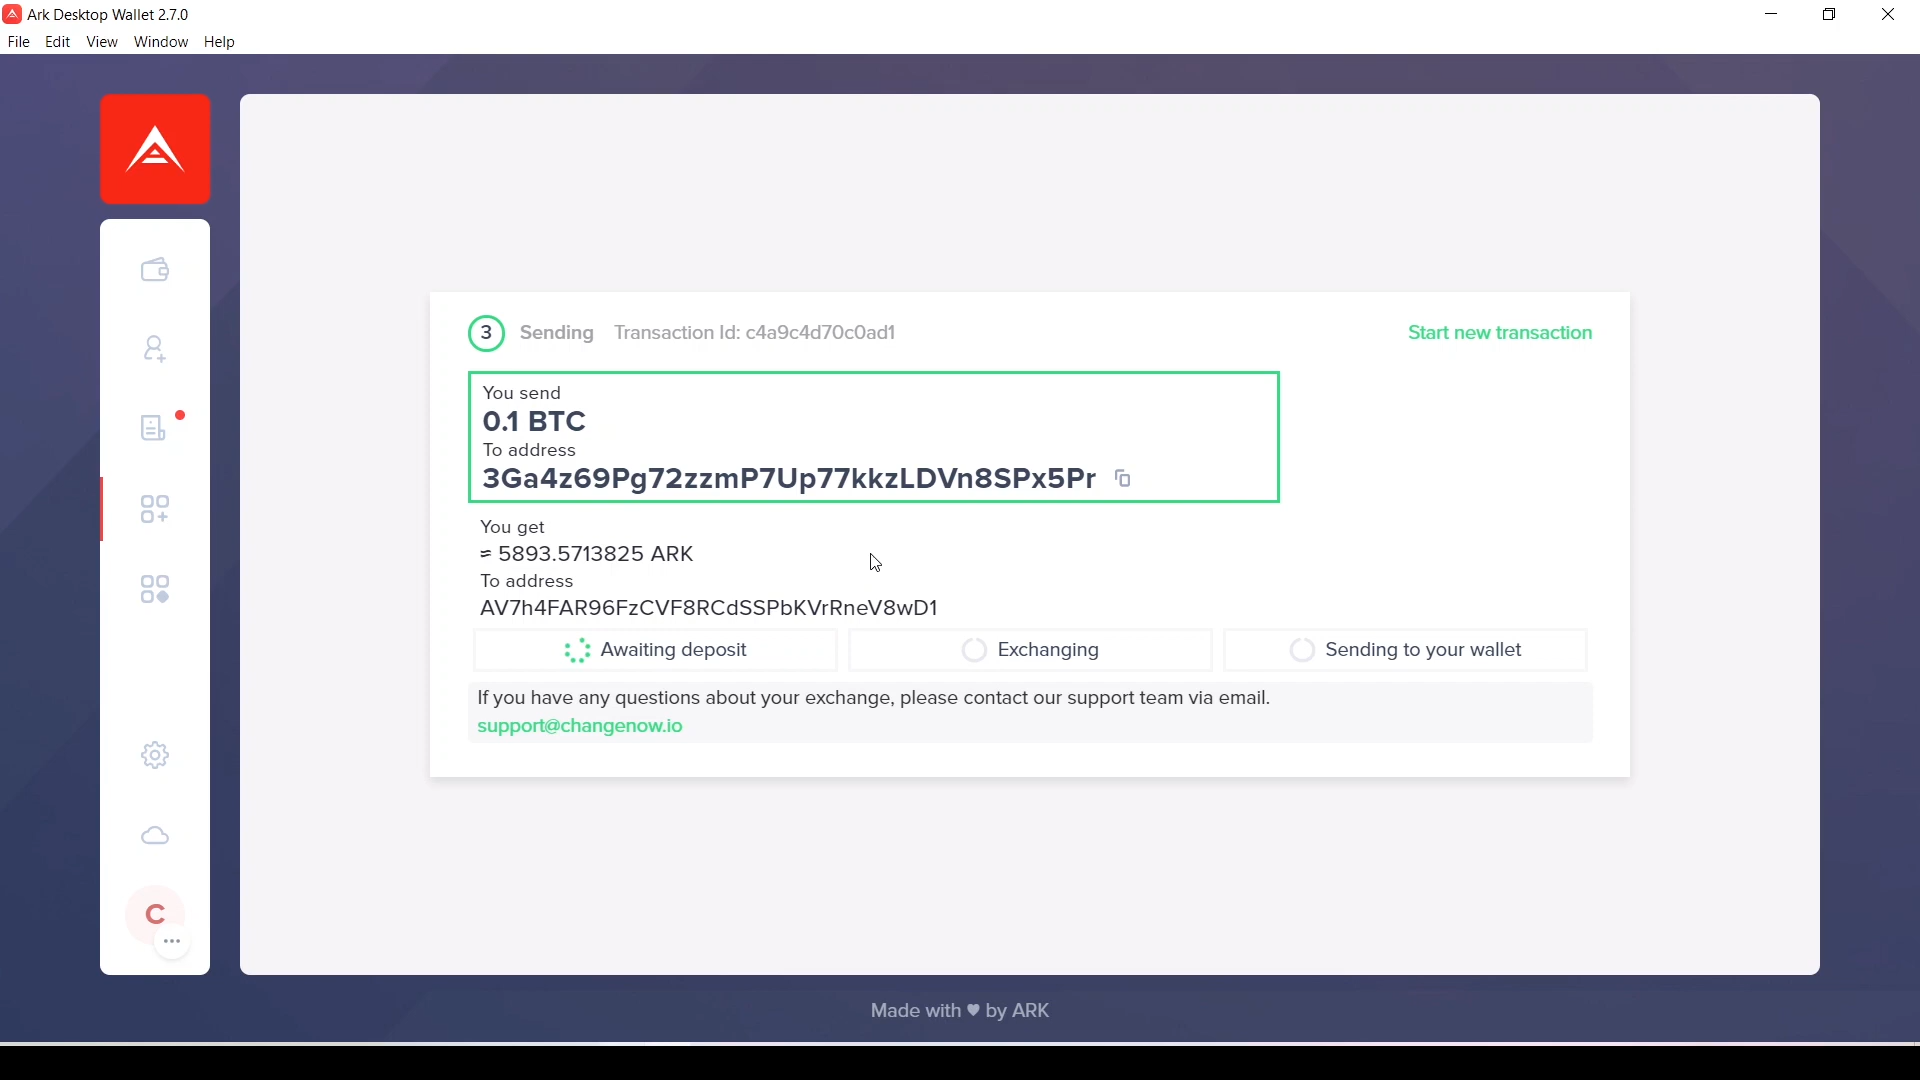 Ark Desktop Wallet 2.7.0
File Edit View Window Help
3 Sending Transaction Id: c4a9c4d70c0ad1 Start new transaction
You send
0.1 BTC
To address
3Ga4z69Pg72zzmP7Up77kkzLDVn8SPx5Pr
You get
≂ 5893.5713825 ARK
To address
AV7h4FAR96FzCVF8RCdSSPbKVrRneV8wD1
Awaiting deposit Exchanging Sending to your wallet
If you have any questions about your exchange, please contact our support team via email.
support@changenow.io
C
Made with ♥ by ARK